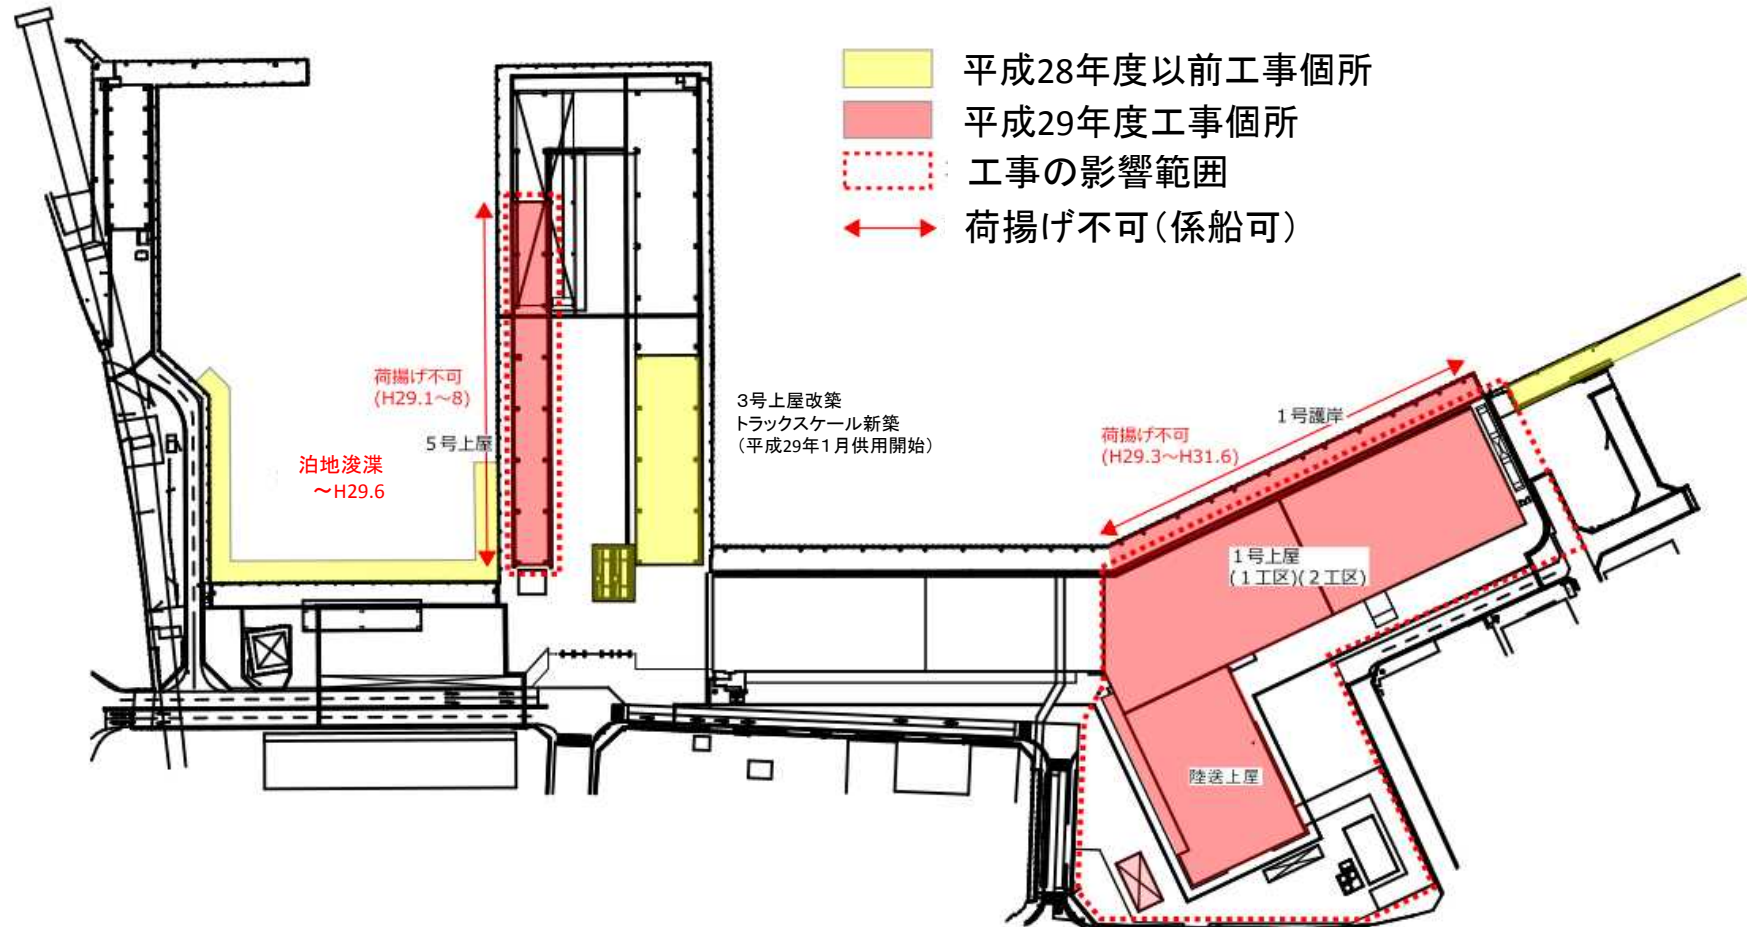 平成28年度以前工事個所
平成29年度工事個所
工事の影響範囲
荷揚げ不可（係船可）
荷揚げ不可
(H29.1～8)
5号上屋
泊地浚渫
～H29.6
3号上屋改築
トラックスケール新築
（平成29年1月供用開始）
1号護岸
荷揚げ不可
(H29.3～H31.6)
1号上屋
(1工区)(2工区)
陸送上屋